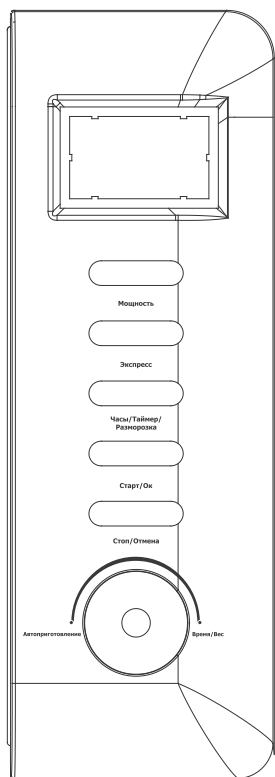 Мощность
Экспресс
Часы/Таймер/
Разморозка
Старт/Ок
Стоп/Отмена
Автоприготовление
Время/Вес